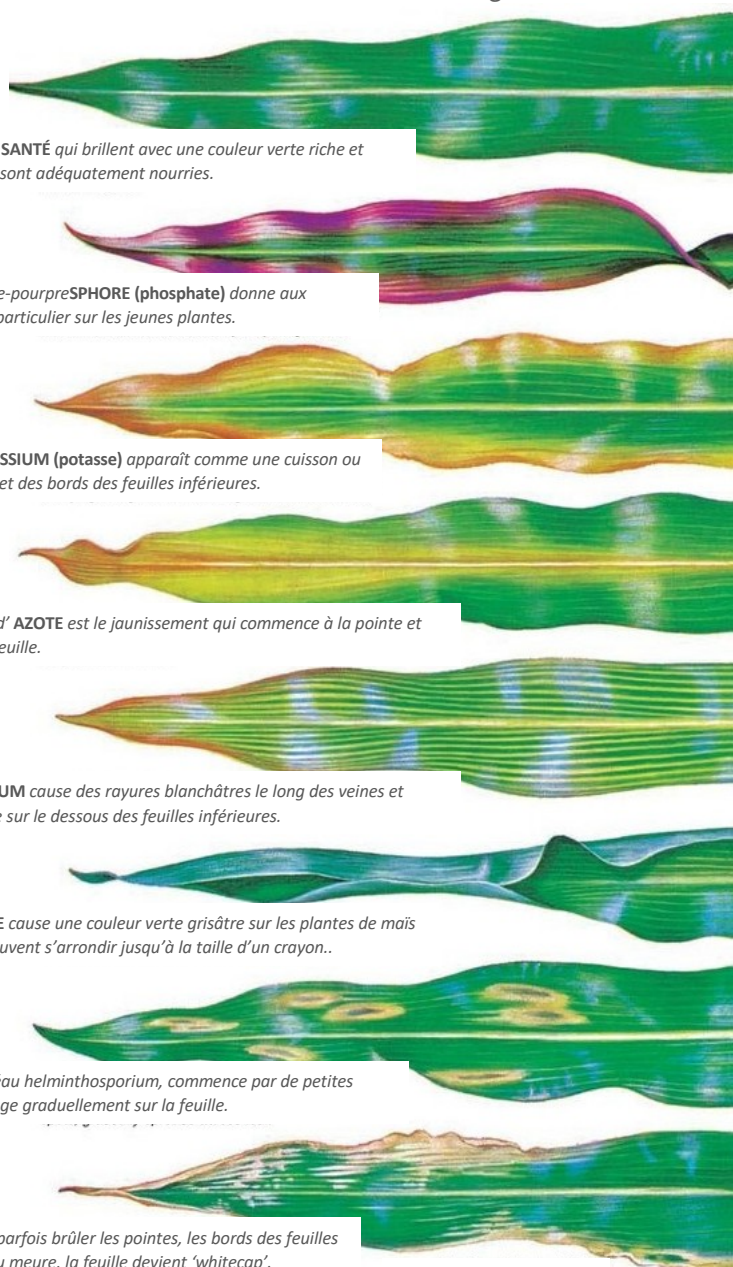 SANTÉ qui brillent avec une couleur verte riche et
sont adéquatement nourries.
e-pourpreSPHORE (phosphate) donne aux
particulier sur les jeunes plantes.
SSIUM (potasse) apparaît comme une cuisson ou
et des bords des feuilles inférieures.
d’ AZOTE est le jaunissement qui commence à la pointe et
euille.
UM cause des rayures blanchâtres le long des veines et
e sur le dessous des feuilles inférieures.
E cause une couleur verte grisâtre sur les plantes de maïs
uvent s’arrondir jusqu’à la taille d’un crayon..
éau helminthosporium, commence par de petites
ge graduellement sur la feuille.
parfois brûler les pointes, les bords des feuilles
u meure, la feuille devient ‘whitecap’.